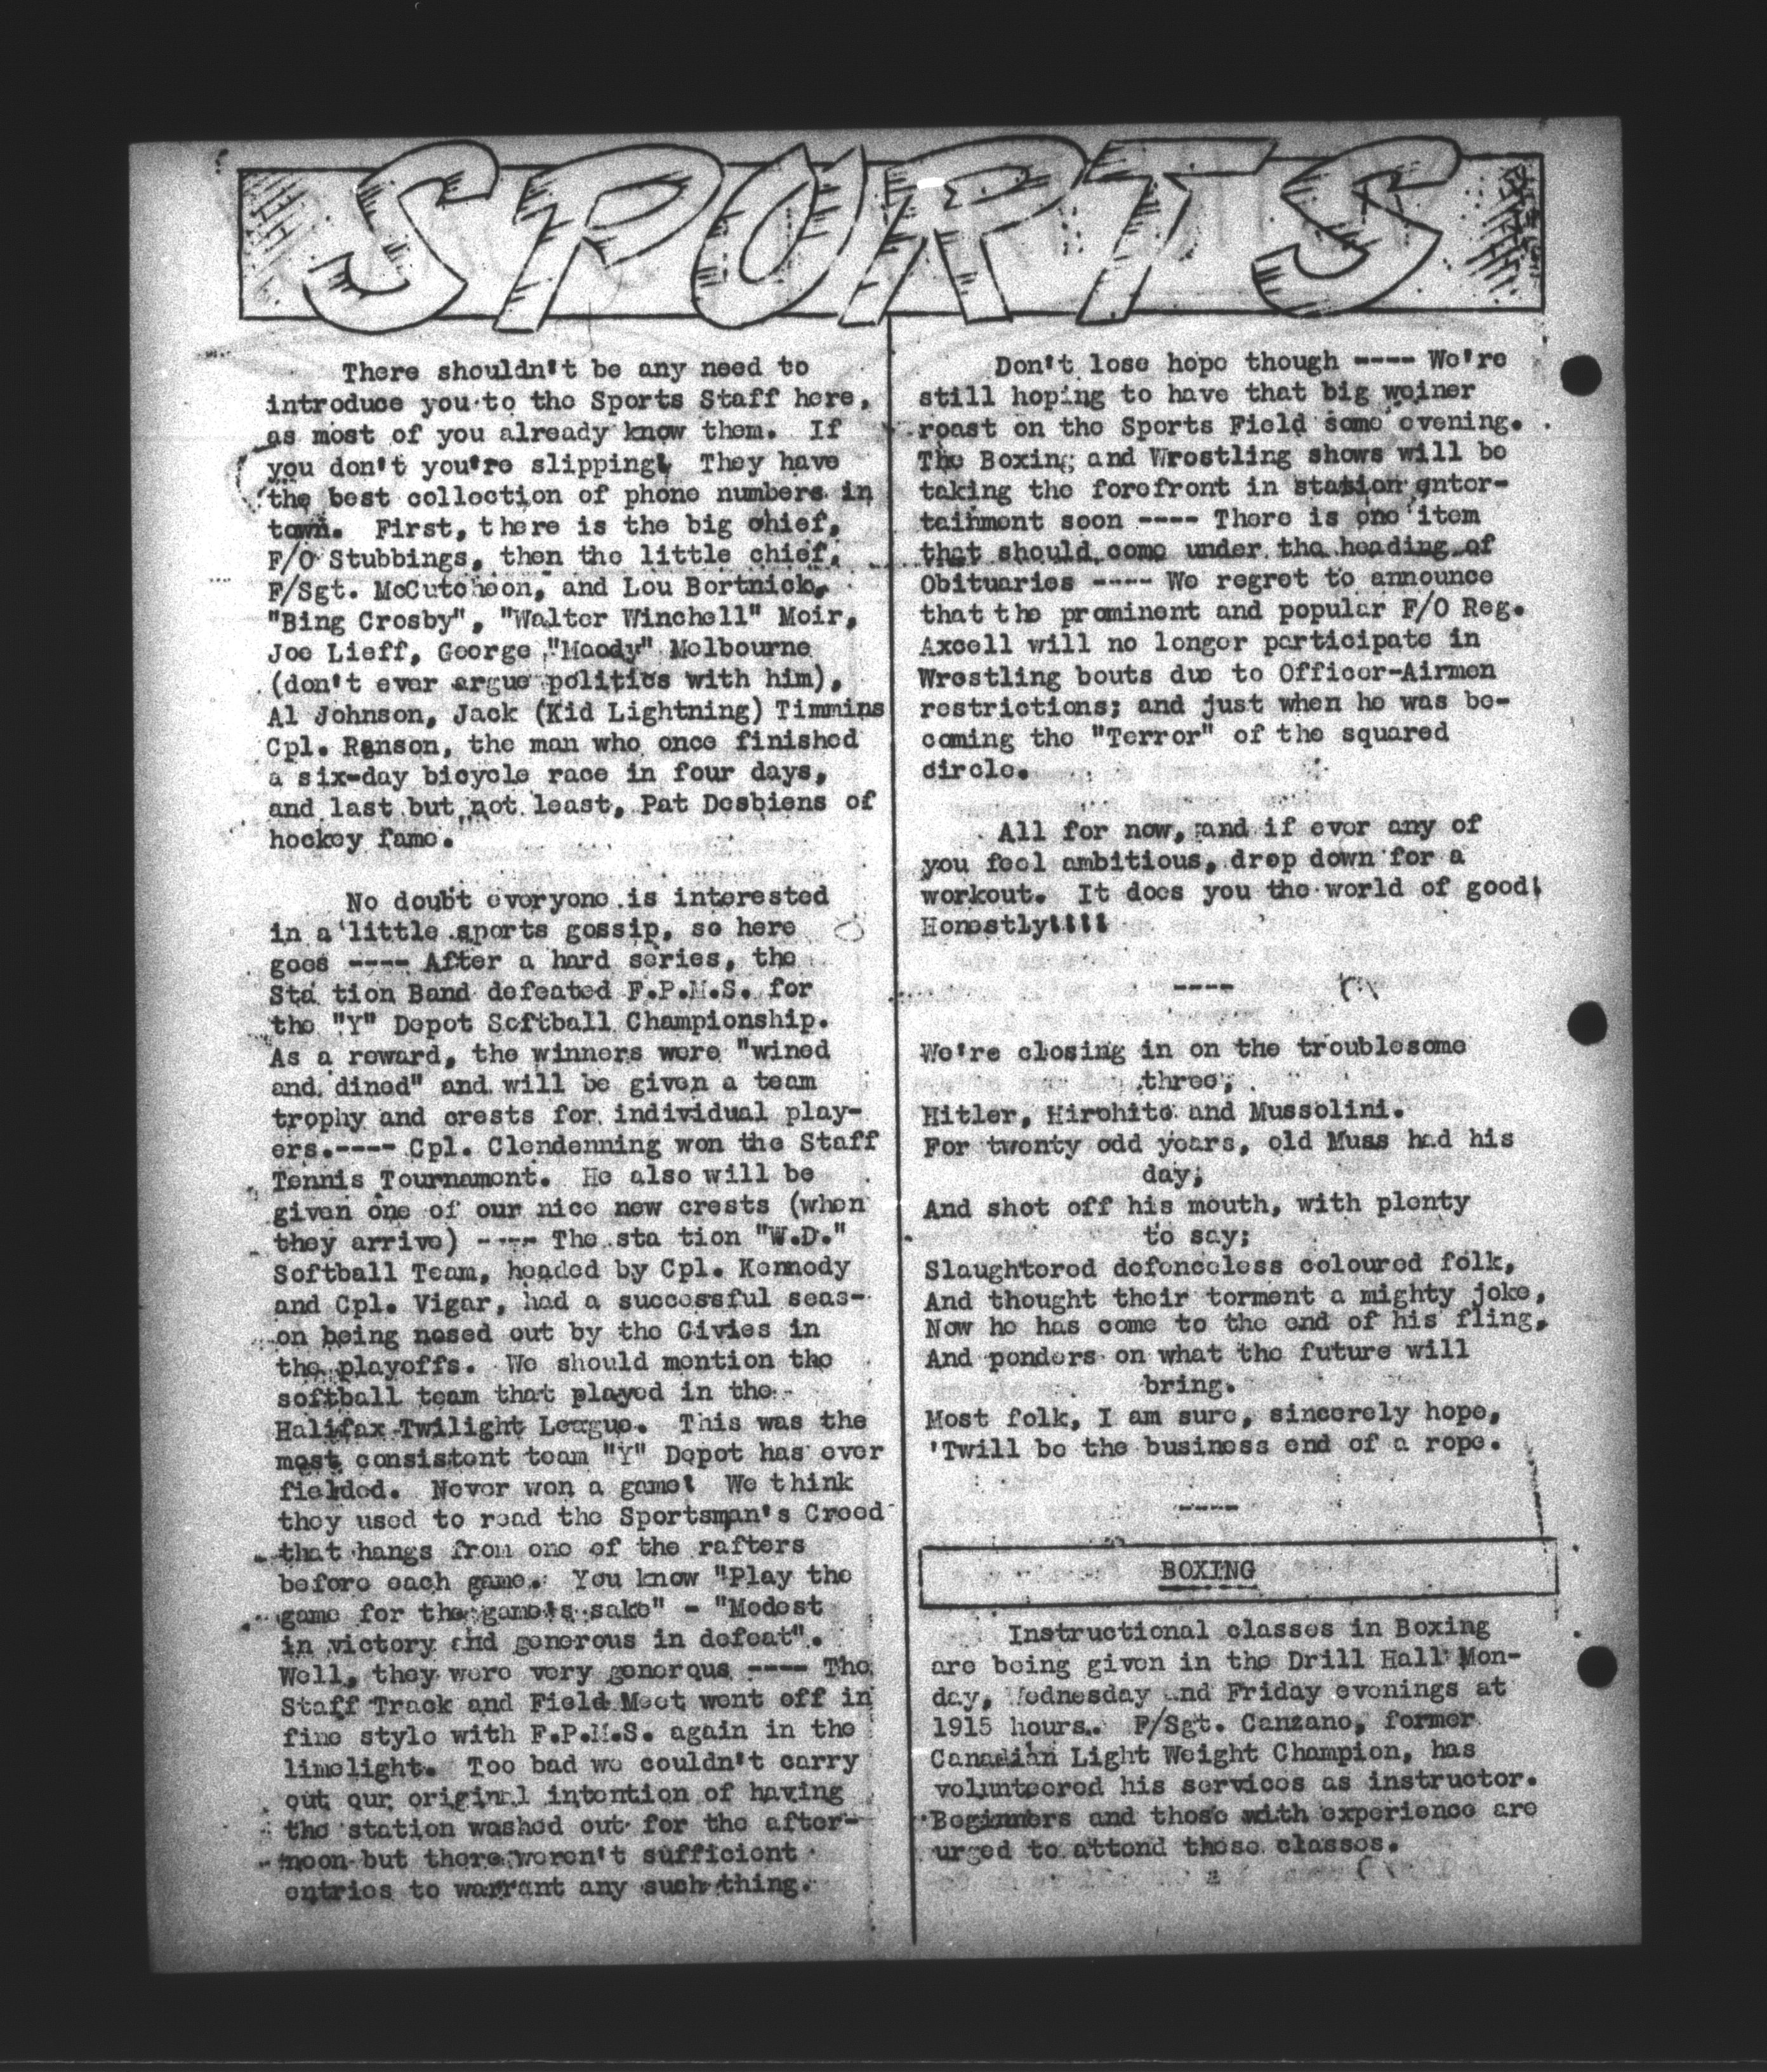 SPORTS
There shouldn't be any need to
introduce you to the Sports Staff here,
as most of you already know them. If
you don't you're slipping! They have
the best collection of phone numbers in
town. First, there is the big chief,
F/O Stubbings, then the little chief,
F/Sgt. McCutcheon, and Lou Bortnick,
"Bing Crosby", "Walter Winchell" Moir,
Joe Lieff, George "Moody" Melbourne
(don't ever argue politics with him),
Al Johnson, Jack (Kid Lightning) Timmins
Cpl. Ranson, the man who once finished
a six-day bicycle race in four days,
and last but not least, Pat Desbiens of
hockey fame.
No doubt everyone is interested
in a little sports gossip, so here
goes ---- After a hard series, the
Sta tion Band defeated F.P.M.S. for
the "Y" Depot Softball Championship.
As a reward, the winners were "wined
and dined" and will be given a team
trophy and crests for individual play-
ers.---- Cpl. Clendenning won the Staff
Tennis Tournament. He also will be
given one of our nice new crests (when
they arrive) ---- The sta tion "W.D."
Softball Team, headed by Cpl. Kennedy
and Cpl. Vigar, had a successful seas-
on being nosed out by the Civies in
the playoffs. We should mention the
softball team that played in the
Halifax Twilight League. This was the
most consistent team "Y" Depot has ever
fielded. Never won a game! We think
they used to read the Sportsman's Creed
that hangs from one of the rafters
before each game. You know "Play the
game for the game's sake" - "Modest
in victory and generous in defeat".
Well, they were very generous ---- The
Staff Track and Field Meet went off in
fine style with F.P.M.S. again in the
limelight. Too bad we couldn't carry
out our original intention of having
the station washed out for the after-
noon but there weren't sufficient
entries to warrant any such thing.
Don't lose hope though ---- We're
still hoping to have that big weiner
roast on the Sports Field some evening.
The Boxing and Wrestling shows will be
taking the forefront in station enter-
tainment soon ---- There is one item
that should come under the heading of
Obituaries ---- We regret to announce
that the prominent and popular F/O Reg.
Axcell will no longer participate in
Wrestling bouts due to Officer-Airmen
restrictions; and just when he was be-
coming the "Terror" of the squared
circle.
All for now, and if ever any of
you feel ambitious, drop down for a
workout. It does you the world of good!
Honestly!!!!
----
We're closing in on the troublesome
three,
Hitler, Hirohito and Mussolini.
For twenty odd years, old Muss had his
day;
And shot off his mouth, with plenty
to say;
Slaughtered defenceless coloured folk,
And thought their torment a mighty joke,
Now he has come to the end of his fling,
And ponders on what the future will
bring.
Most folk, I am sure, sincerely hope,
'Twill be the business end of a rope.
----
BOXING
Instructional classes in Boxing
are being given in the Drill Hall Mon-
day, Wednesday and Friday evenings at
1915 hours. F/Sgt. Canzano, former
Canadian Light Weight Champion, has
volunteered his services as instructor.
Beginners and those with experience are
urged to attend these classes.